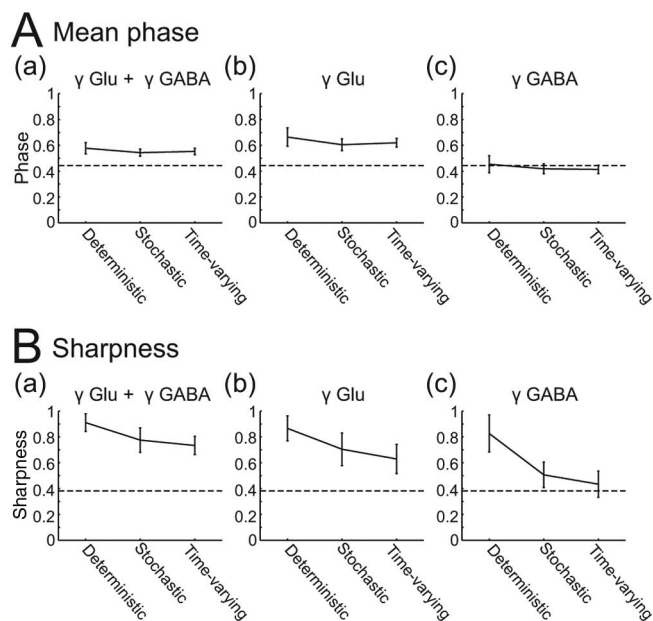 A Mean phase
(a) γ Glu + γ GABA
Phase
1
0.8
0.6
0.4
0.2
0
Deterministic
Stochastic
Time-varying
(b) γ Glu
1
0.8
0.6
0.4
0.2
0
Deterministic
Stochastic
Time-varying
(c) γ GABA
1
0.8
0.6
0.4
0.2
0
Deterministic
Stochastic
Time-varying
B Sharpness
(a) γ Glu + γ GABA
Sharpness
1
0.8
0.6
0.4
0.2
0
Deterministic
Stochastic
Time-varying
(b) γ Glu
1
0.8
0.6
0.4
0.2
0
Deterministic
Stochastic
Time-varying
(c) γ GABA
1
0.8
0.6
0.4
0.2
0
Deterministic
Stochastic
Time-varying